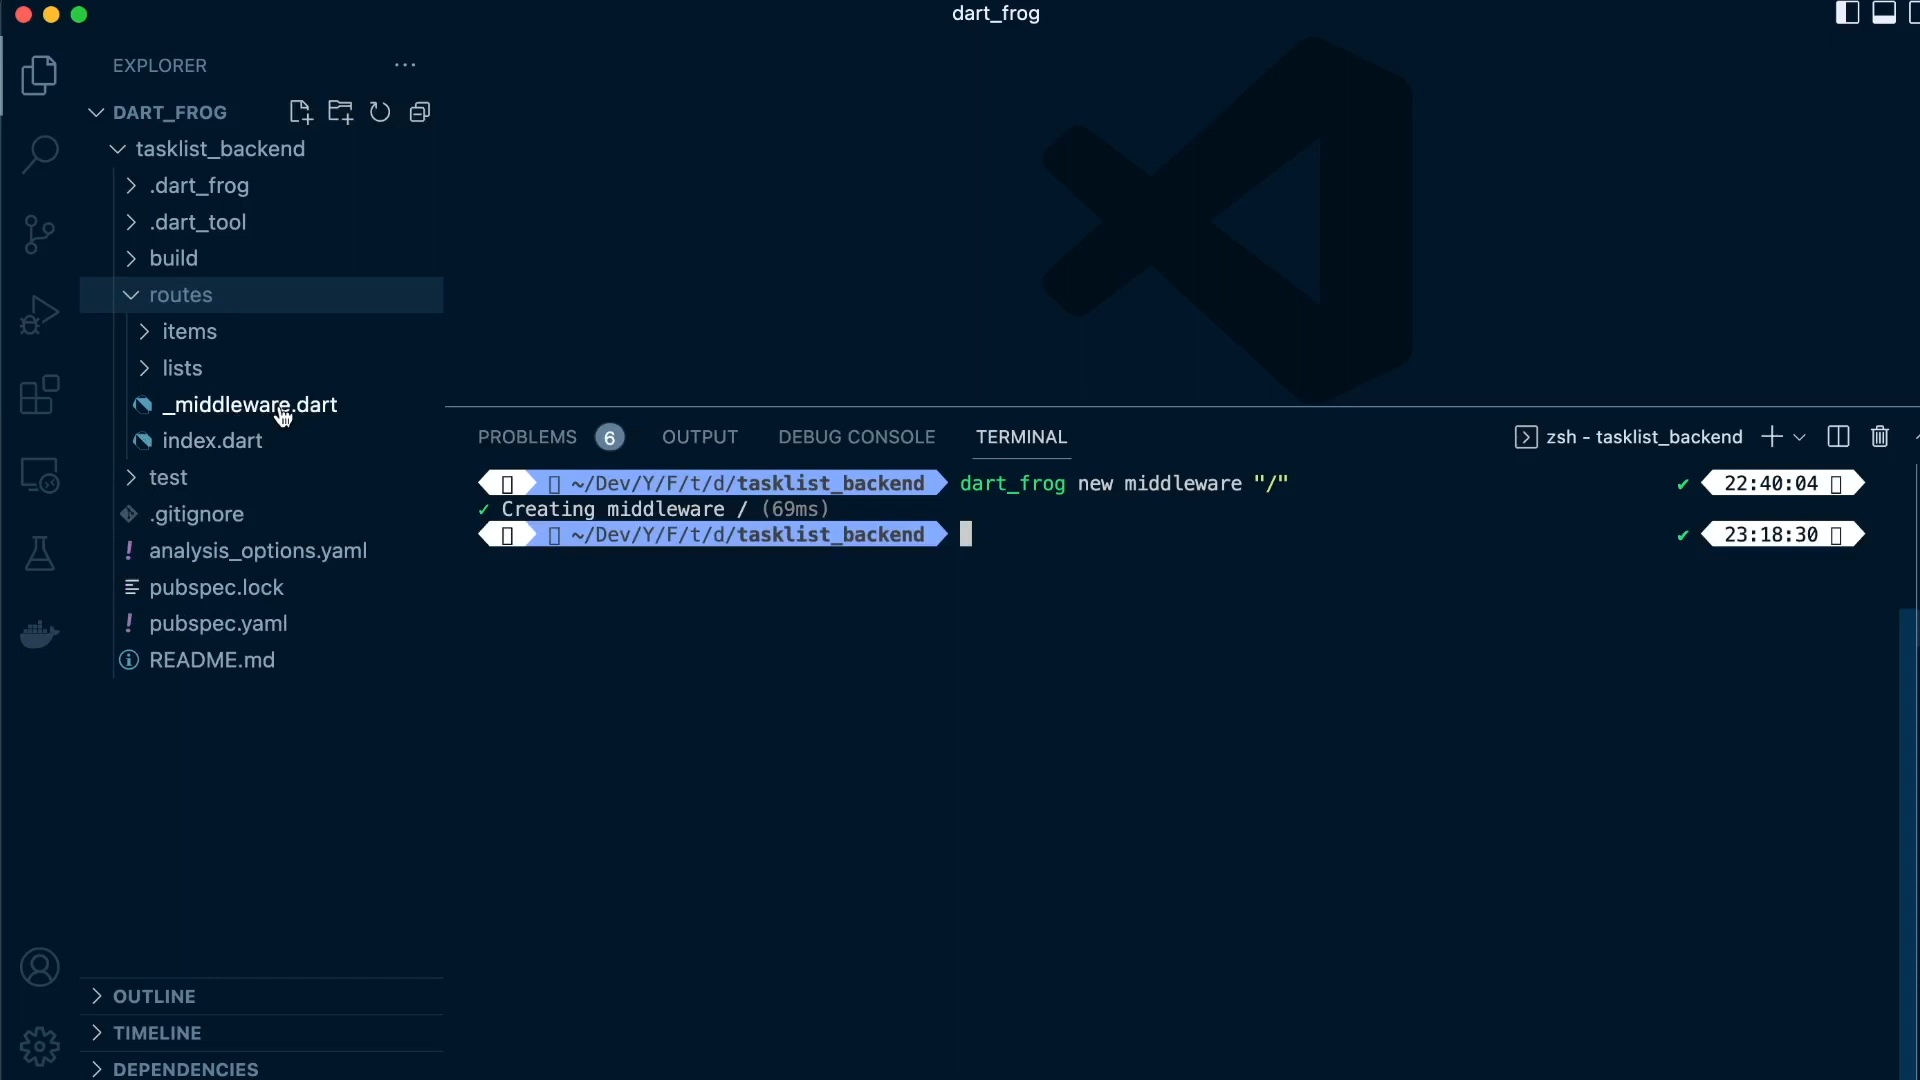 dart_frog
EXPLORER
DART_FROG
tasklist_backend
.dart_frog
.dart_tool
build
routes
items
lists
_middleware.dart
index.dart
test
.gitignore
analysis_options.yaml
pubspec.lock
pubspec.yaml
README.md
OUTLINE
TIMELINE
DEPENDENCIES
PROBLEMS 6 OUTPUT DEBUG CONSOLE TERMINAL zsh - tasklist_backend
~/Dev/Y/F/t/d/tasklist_backend dart_frog new middleware "/" ✔ 22:40:04
✓ Creating middleware / (69ms)
~/Dev/Y/F/t/d/tasklist_backend ✔ 23:18:30